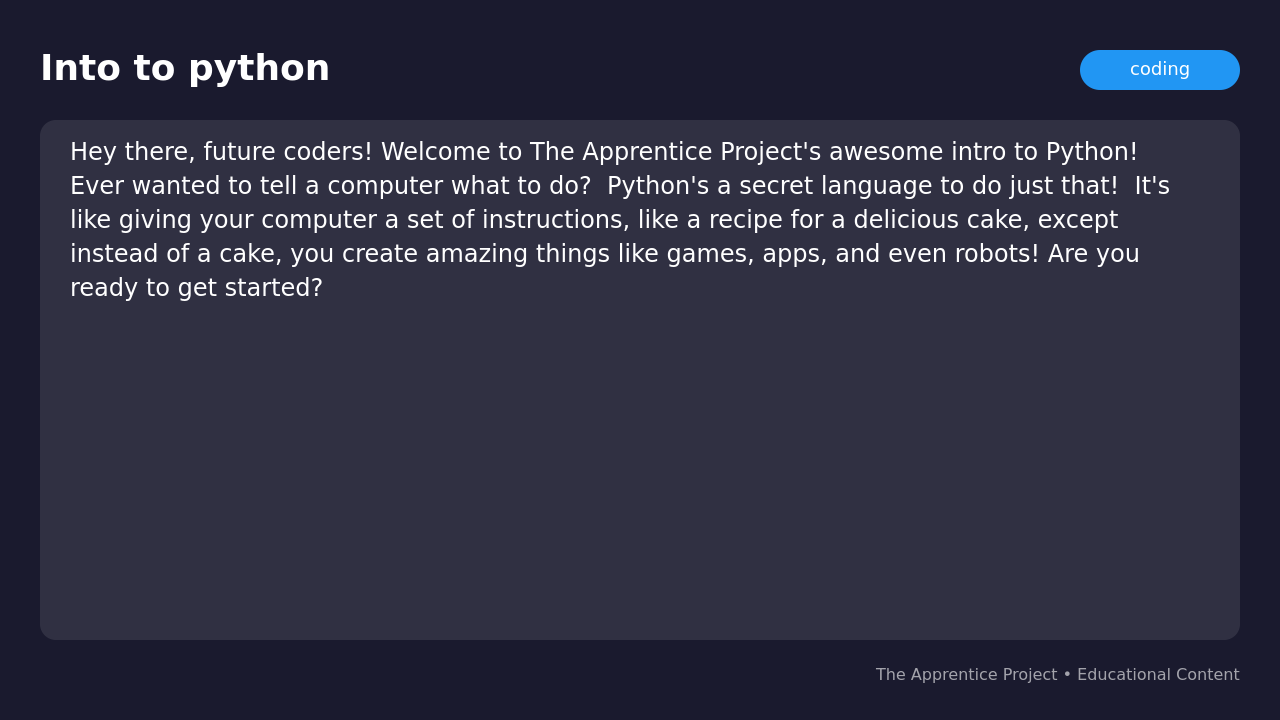 Into to python
coding
Hey there, future coders! Welcome to The Apprentice Project's awesome intro to Python!
Ever wanted to tell a computer what to do?  Python's a secret language to do just that!  It's
like giving your computer a set of instructions, like a recipe for a delicious cake, except
instead of a cake, you create amazing things like games, apps, and even robots! Are you
ready to get started?
The Apprentice Project • Educational Content